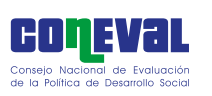 CONEVAL
Consejo Nacional de Evaluación
de la Política de Desarrollo Social